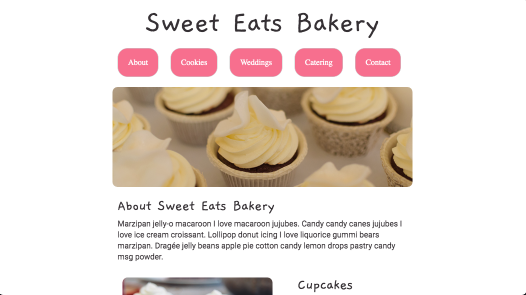 Sweet Eats Bakery
About Cookies Weddings Catering Contact
About Sweet Eats Bakery
Marzipan jelly-o macaroon I love macaroon jujubes. Candy candy canes jujubes I
love ice cream croissant. Lollipop donut icing I love liquorice gummi bears
marzipan. Dragée jelly beans apple pie cotton candy lemon drops pastry candy
msg powder.
Cupcakes